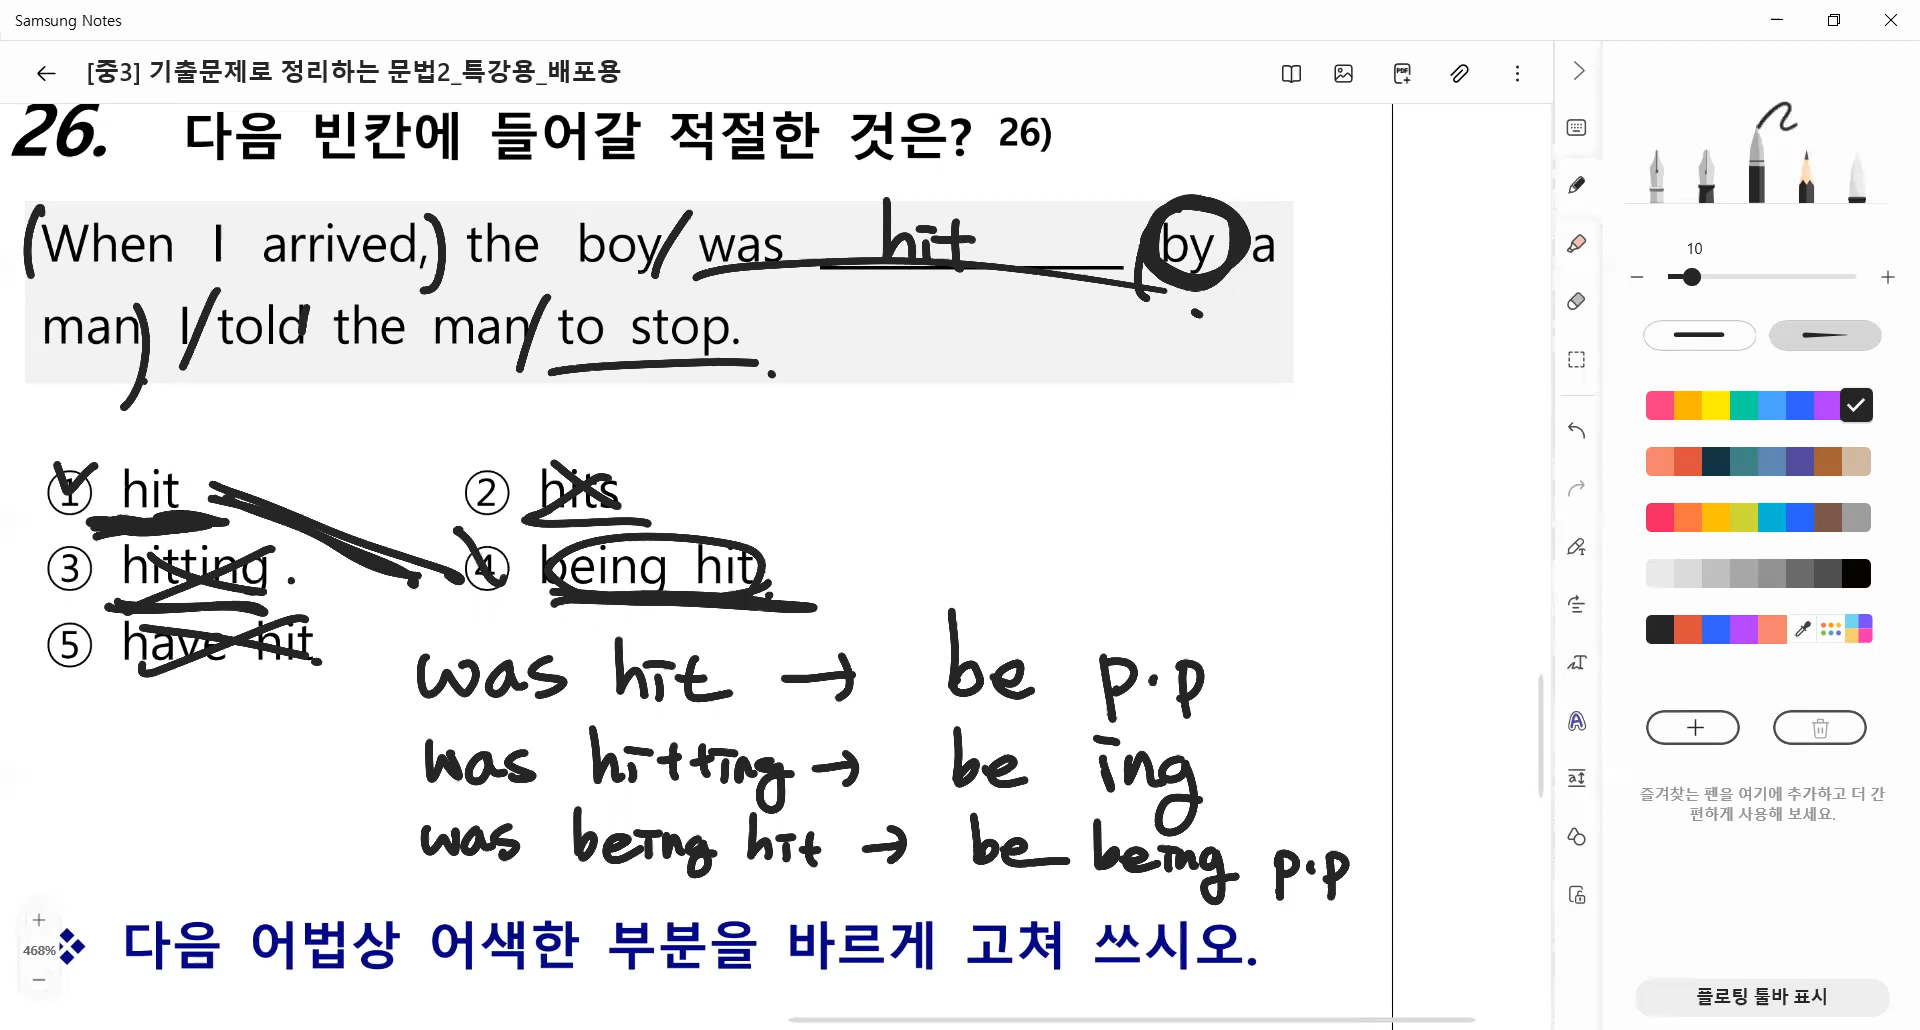 Samsung Notes
[중3] 기출문제로 정리하는 문법2_특강용_배포용
PDF
26. 다음 빈칸에 들어갈 적절한 것은? 26)
(When I arrived,) the boy / was hit (by a
man) I / told the man / to stop.
① hit ② hits
③ hitting . ④ being hit
⑤ have hit
was hit → be p.p
was hitting → be ing
was being hit → be being p.p
❖ 다음 어법상 어색한 부분을 바르게 고쳐 쓰시오.
468%
10
즐겨찾는 펜을 여기에 추가하고 더 간
편하게 사용해 보세요.
플로팅 툴바 표시